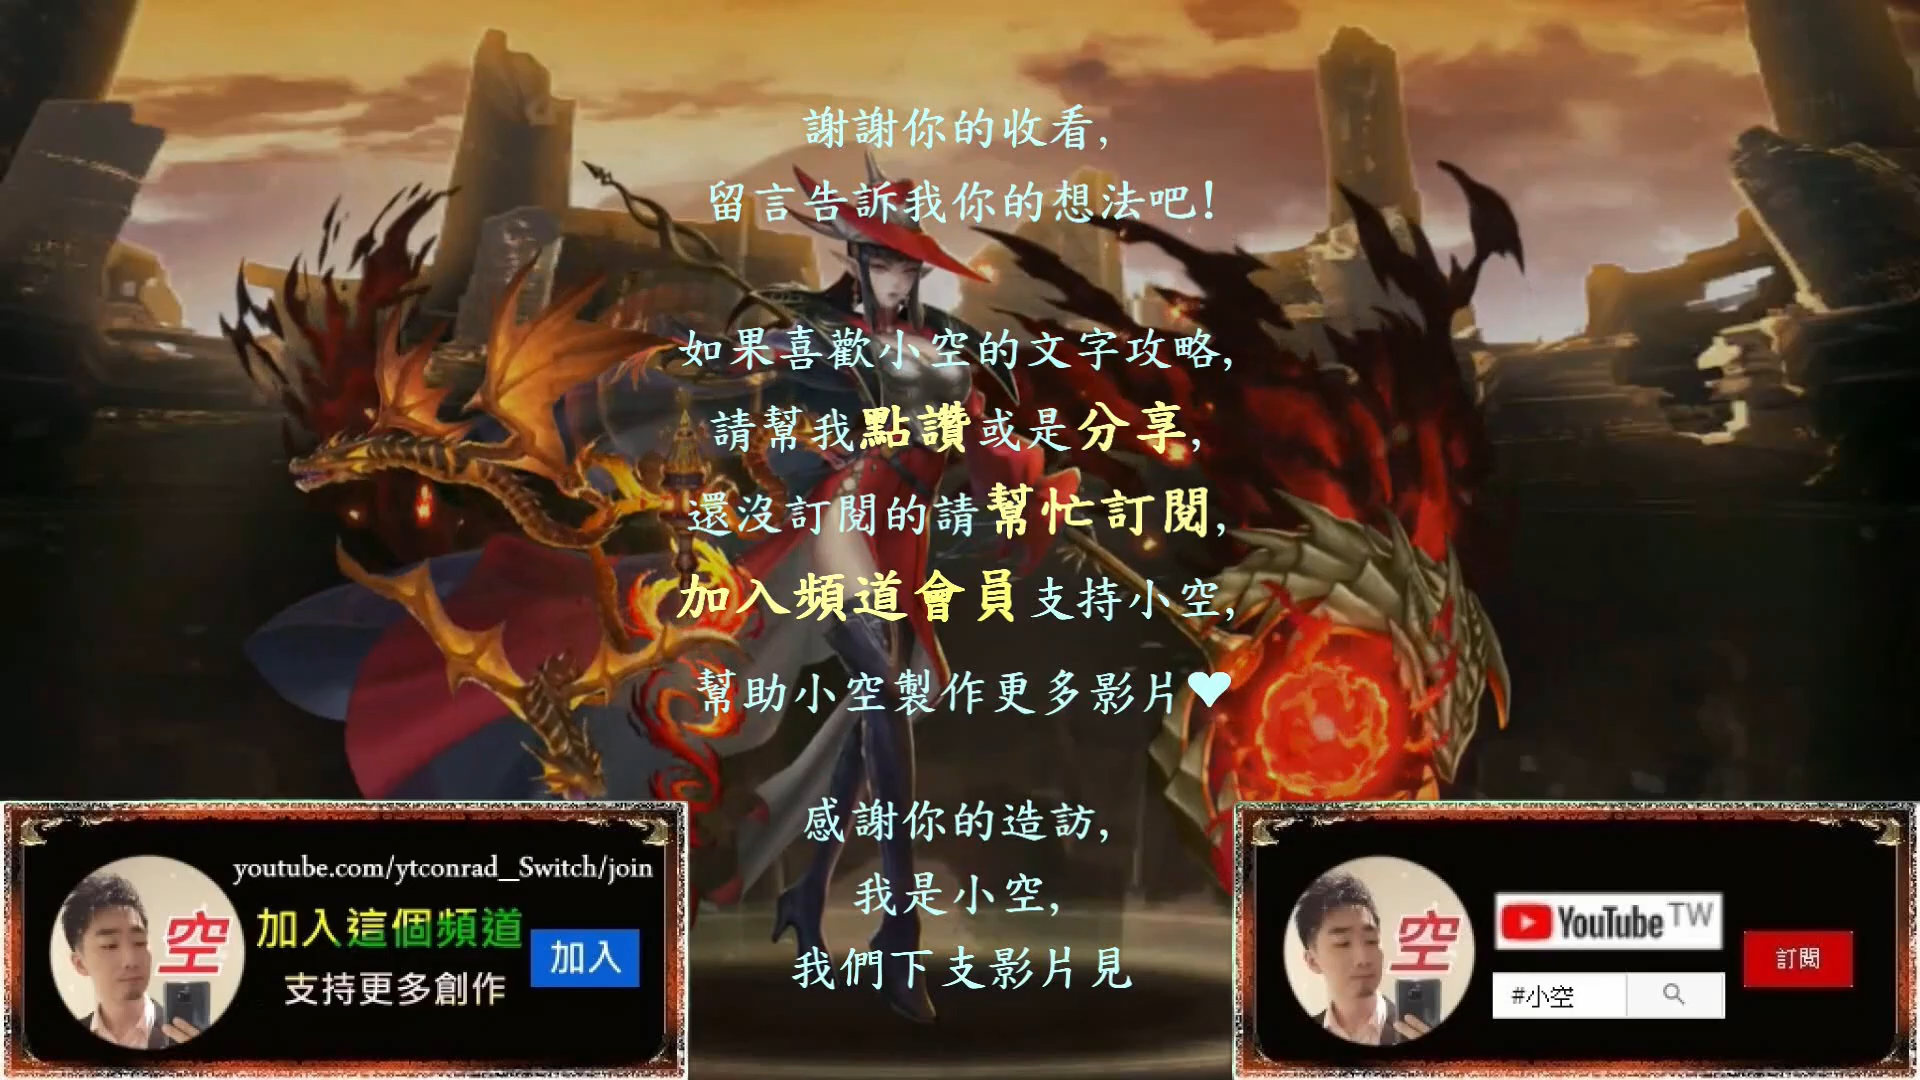 謝謝你的收看,
留言告訴我你的想法吧!
如果喜歡小空的文字攻略,
請幫我點讚或是分享,
還沒訂閱的請幫忙訂閱,
加入頻道會員支持小空,
幫助小空製作更多影片♥
感謝你的造訪,
我是小空,
我們下支影片見
youtube.com/ytconrad_Switch/join
空
加入這個頻道
加入
支持更多創作
空
YouTube TW
訂閱
#小空